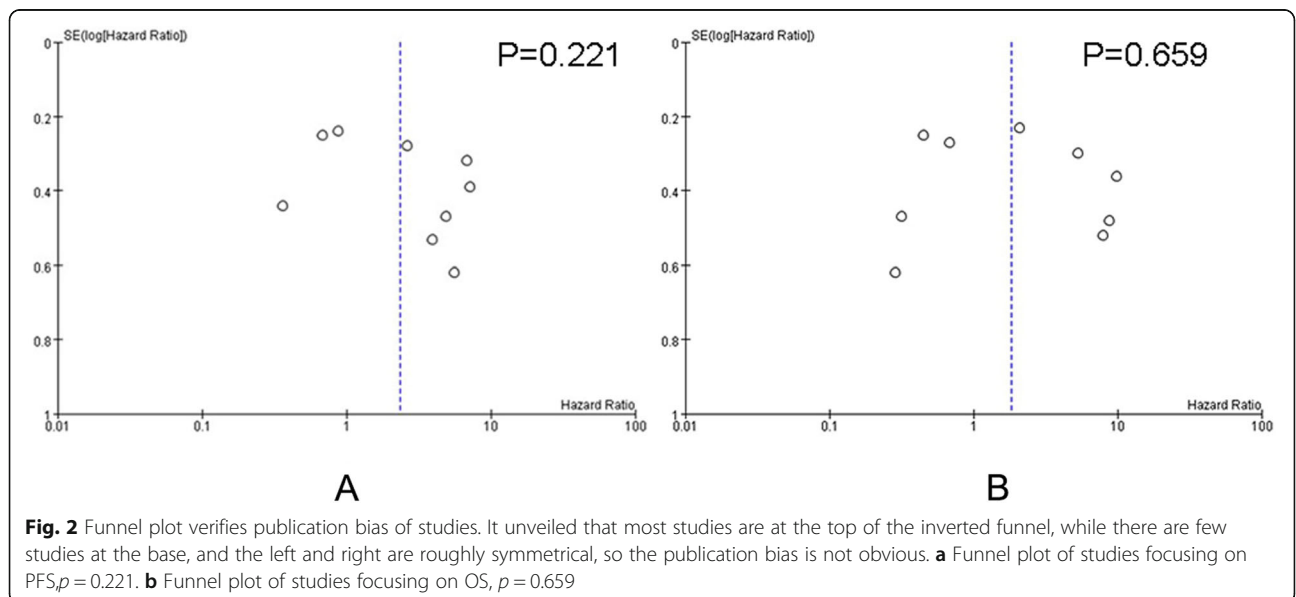 SE(log[Hazard Ratio])
P=0.221
0
0.2
0.4
0.6
0.8
1
Hazard Ratio
0.01 0.1 1 10 100
A
SE(log[Hazard Ratio])
P=0.659
0
0.2
0.4
0.6
0.8
1
Hazard Ratio
0.01 0.1 1 10 100
B
Fig. 2 Funnel plot verifies publication bias of studies. It unveiled that most studies are at the top of the inverted funnel, while there are few
studies at the base, and the left and right are roughly symmetrical, so the publication bias is not obvious. a Funnel plot of studies focusing on
PFS,p = 0.221. b Funnel plot of studies focusing on OS, p = 0.659